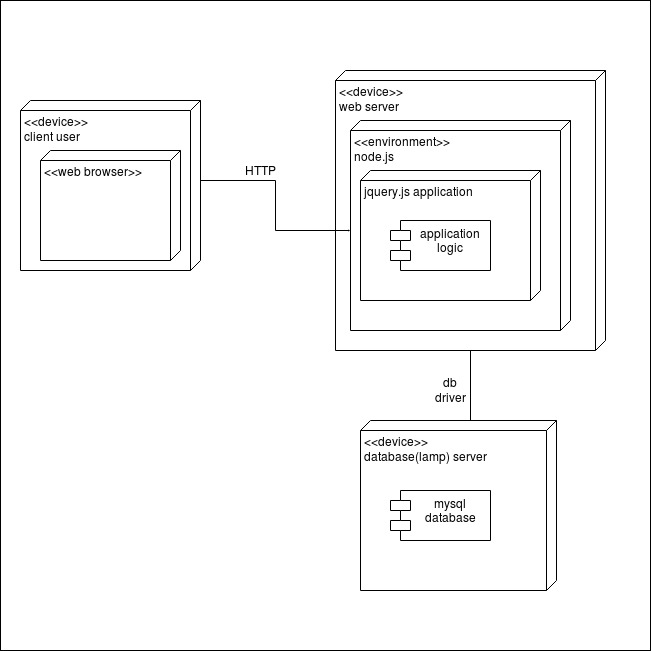 <<device>>
client user
<<web browser>>
HTTP
<<device>>
web server
<<environment>>
node.js
jquery.js application
application
logic
db
driver
<<device>>
database(lamp) server
mysql
database